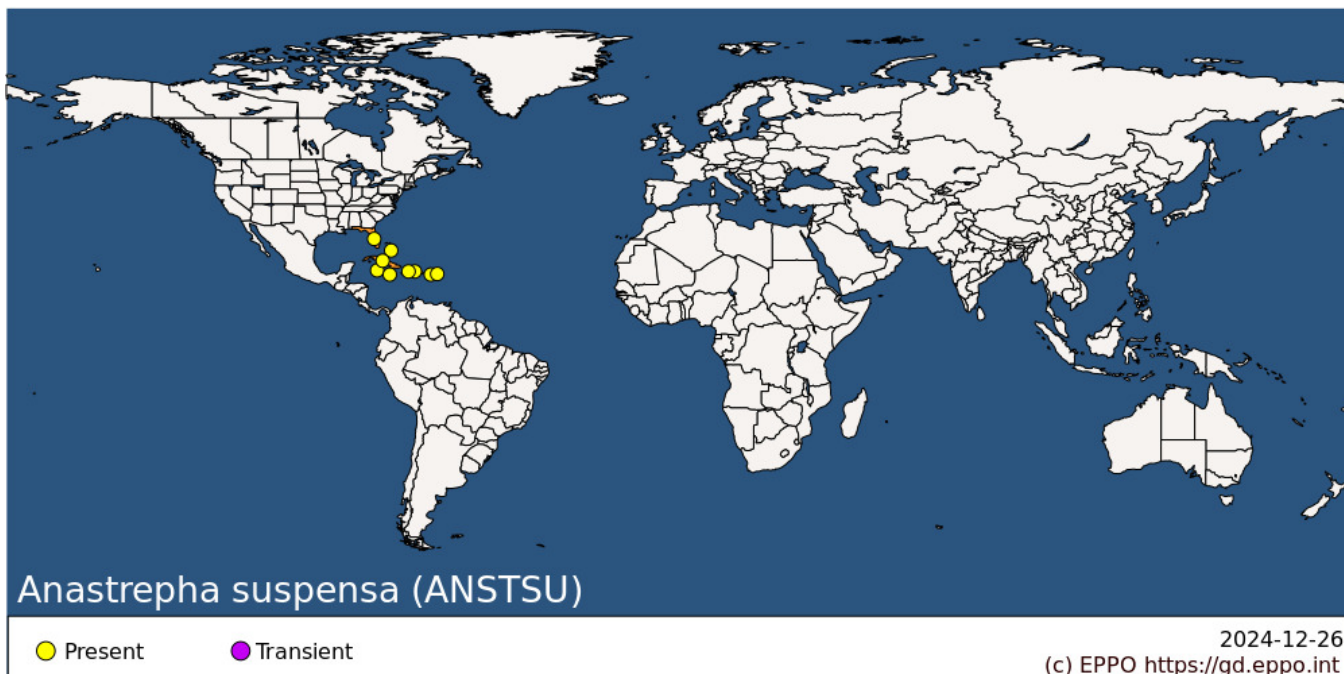 Anastrepha suspensa (ANSTSU)
Present
Transient
2024-12-26
(c) EPPO https://gd.eppo.int